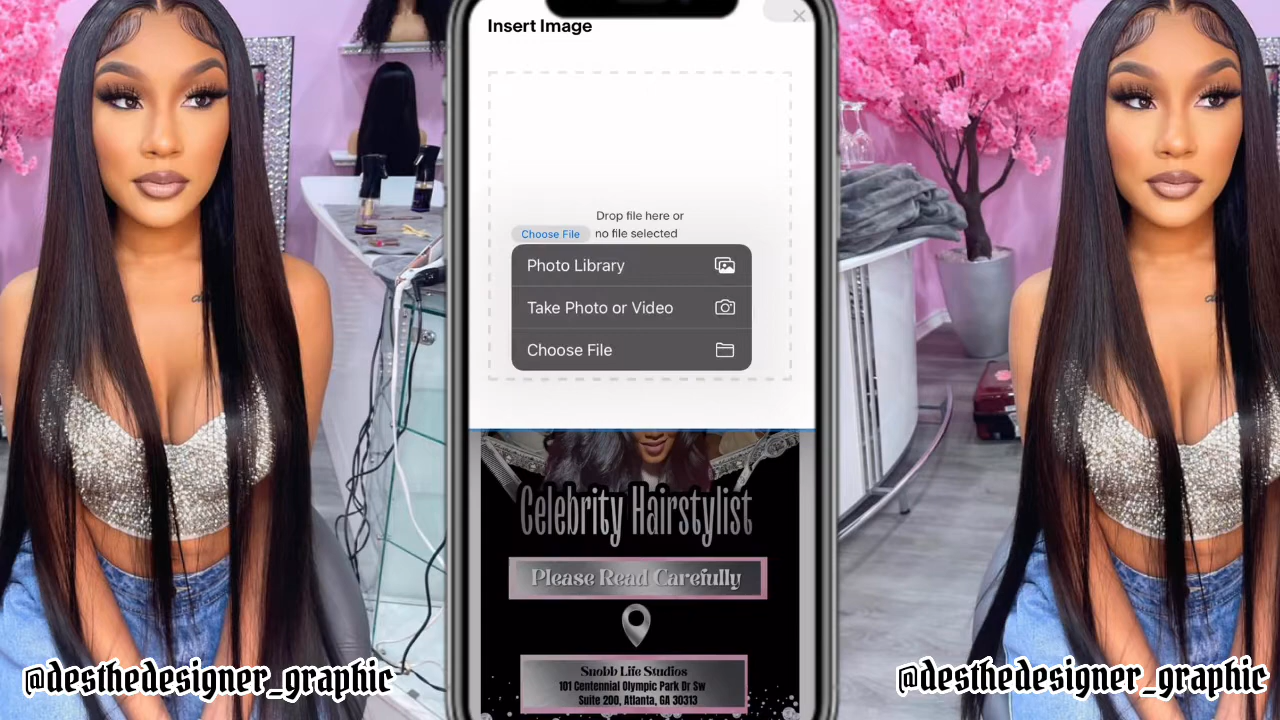 Insert Image
Drop file here or
Choose File no file selected
Photo Library
Take Photo or Video
Choose File
Celebrity Hairstylist
Please Read Carefully
Snobb Life Studios
101 Centennial Olympic Park Dr Sw
Suite 200, Atlanta, GA 30313
@desthedesigner_graphic
@desthedesigner_graphic